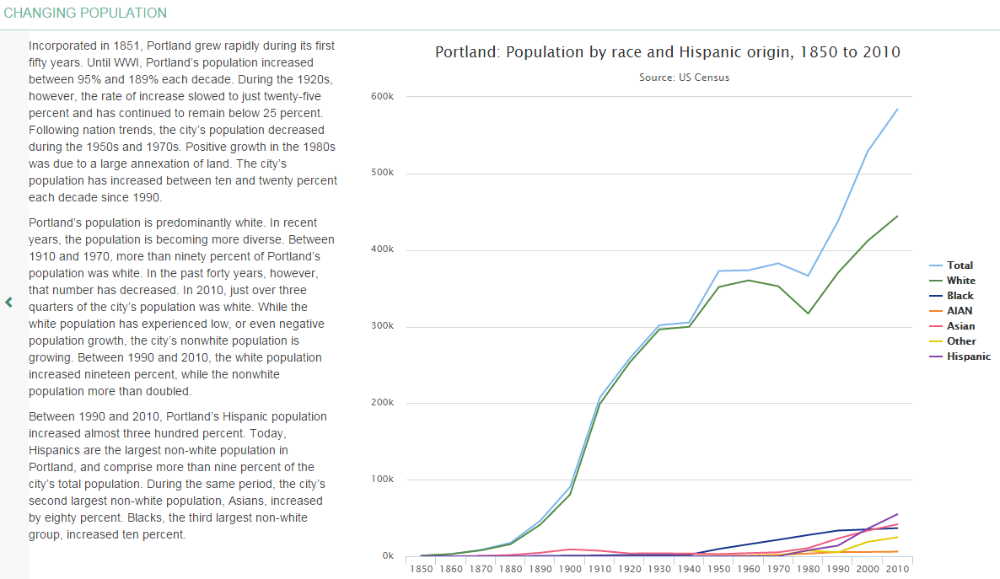 CHANGING POPULATION
Incorporated in 1851, Portland grew rapidly during its first
fifty years. Until WWI, Portland's population increased
between 95% and 189% each decade. During the 1920s,
however, the rate of increase slowed to just twenty-five
percent and has continued to remain below 25 percent.
Following nation trends, the city's population decreased
during the 1950s and 1970s. Positive growth in the 1980s
was due to a large annexation of land. The city's
population has increased between ten and twenty percent
each decade since 1990.
Portland's population is predominantly white. In recent
years, the population is becoming more diverse. Between
1910 and 1970, more than ninety percent of Portland's
population was white. In the past forty years, however,
that number has decreased. In 2010, just over three
quarters of the city's population was white. While the
white population has experienced low, or even negative
population growth, the city's nonwhite population is
growing. Between 1990 and 2010, the white population
increased nineteen percent, while the nonwhite
population more than doubled.
Between 1990 and 2010, Portland's Hispanic population
increased almost three hundred percent. Today,
Hispanics are the largest non-white population in
Portland, and comprise more than nine percent of the
city's total population. During the same period, the city's
second largest non-white population, Asians, increased
by eighty percent. Blacks, the third largest non-white
group, increased ten percent.
Portland: Population by race and Hispanic origin, 1850 to 2010
Source: US Census
600k
500k
400k
300k
200k
100k
0k
1850 1860 1870 1880 1890 1900 1910 1920 1930 1940 1950 1960 1970 1980 1990 2000 2010
Total
White
Black
AIAN
Asian
Other
Hispanic